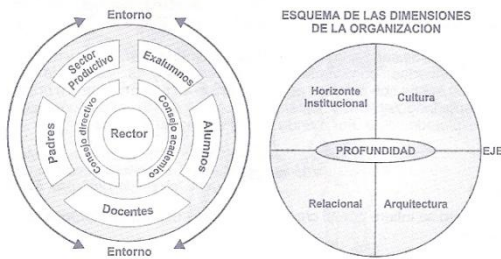 Entorno
Sector
Productivo
Exalumnos
Padres
Consejo directivo
Rector
Consejo academico
Alumnos
Docentes
Entorno
ESQUEMA DE LAS DIMENSIONES
DE LA ORGANIZACION
Horizonte
Institucional
Cultura
PROFUNDIDAD
EJE
Relacional
Arquitectura